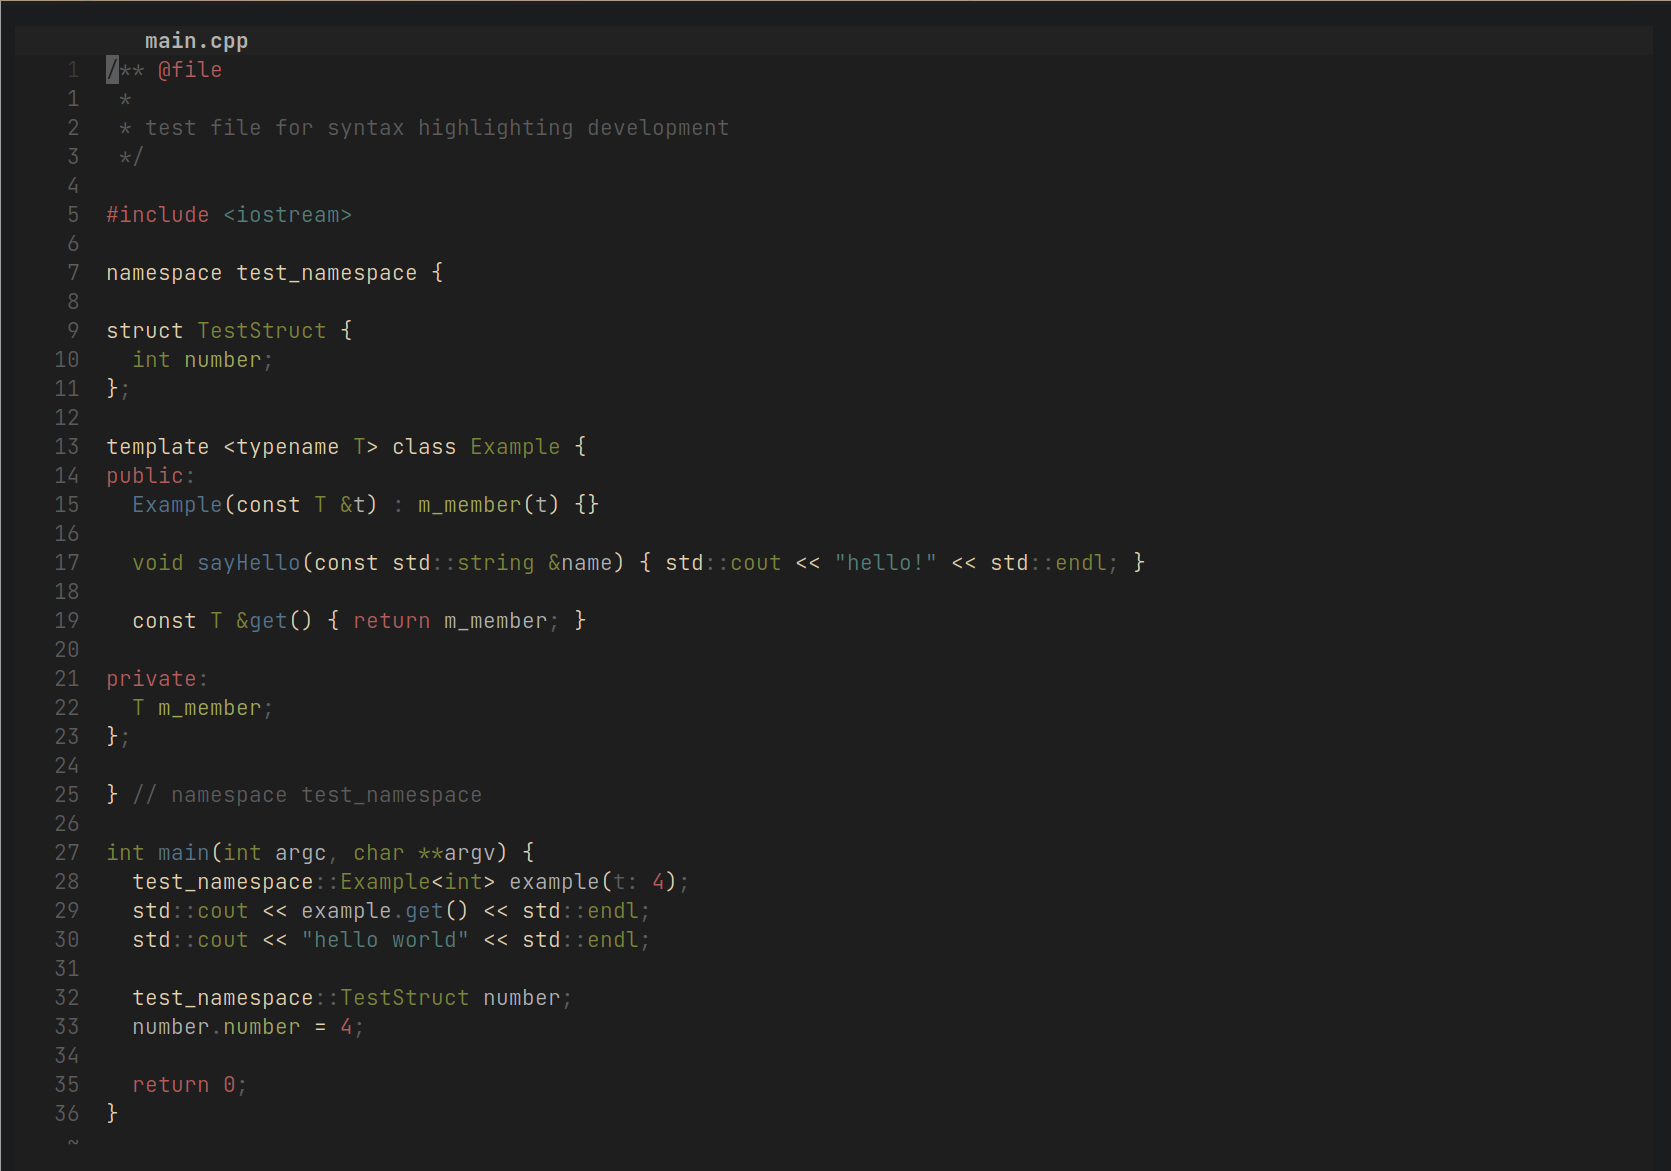 main.cpp
1 /** @file
1  *
2  * test file for syntax highlighting development
3  */
4
5 #include <iostream>
6
7 namespace test_namespace {
8
9 struct TestStruct {
10   int number;
11 };
12
13 template <typename T> class Example {
14 public:
15   Example(const T &t) : m_member(t) {}
16
17   void sayHello(const std::string &name) { std::cout << "hello!" << std::endl; }
18
19   const T &get() { return m_member; }
20
21 private:
22   T m_member;
23 };
24
25 } // namespace test_namespace
26
27 int main(int argc, char **argv) {
28   test_namespace::Example<int> example(t: 4);
29   std::cout << example.get() << std::endl;
30   std::cout << "hello world" << std::endl;
31
32   test_namespace::TestStruct number;
33   number.number = 4;
34
35   return 0;
36 }
~